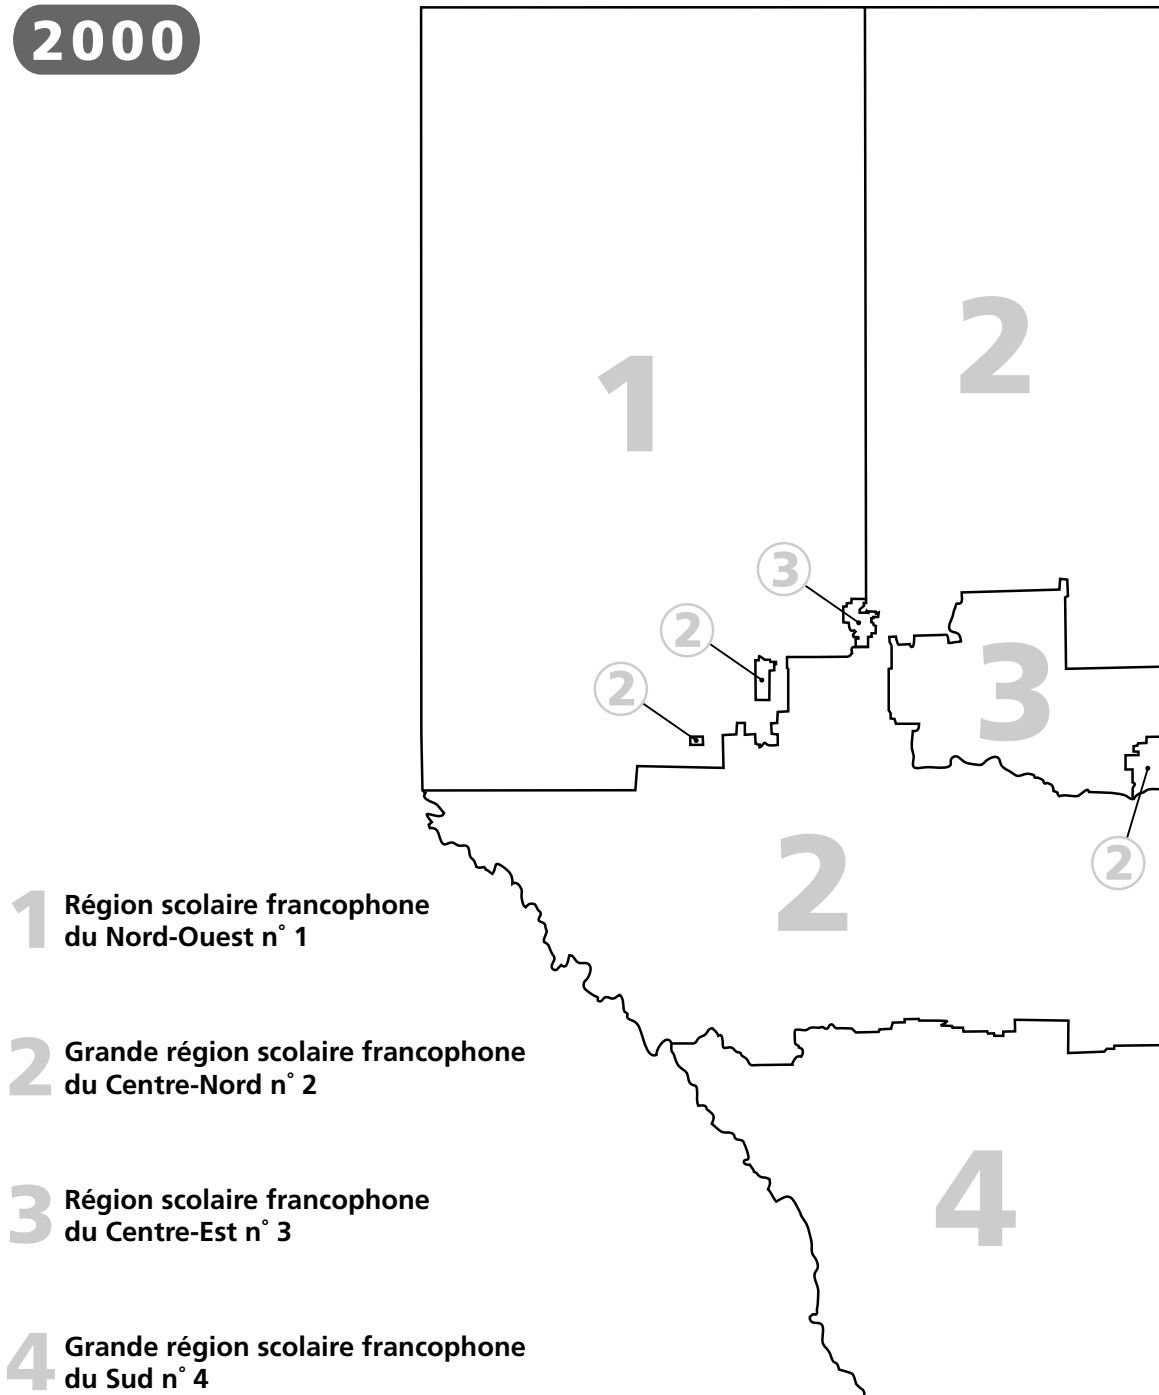 2000
1
2
3
2
2
3
2
2
4
1 Région scolaire francophone
du Nord-Ouest n° 1
2 Grande région scolaire francophone
du Centre-Nord n° 2
3 Région scolaire francophone
du Centre-Est n° 3
4 Grande région scolaire francophone
du Sud n° 4